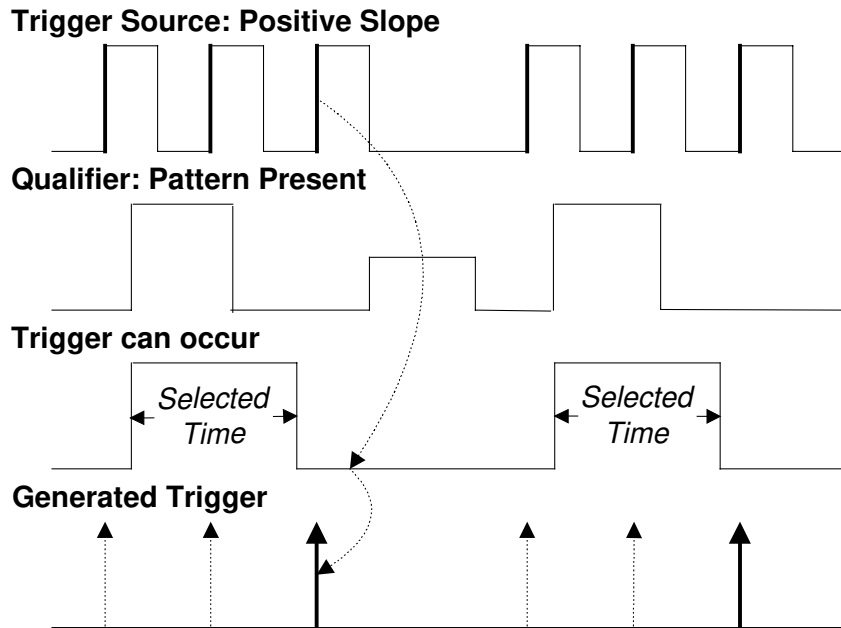 Trigger Source: Positive Slope
Qualifier: Pattern Present
Trigger can occur
Selected
Time
Selected
Time
Generated Trigger